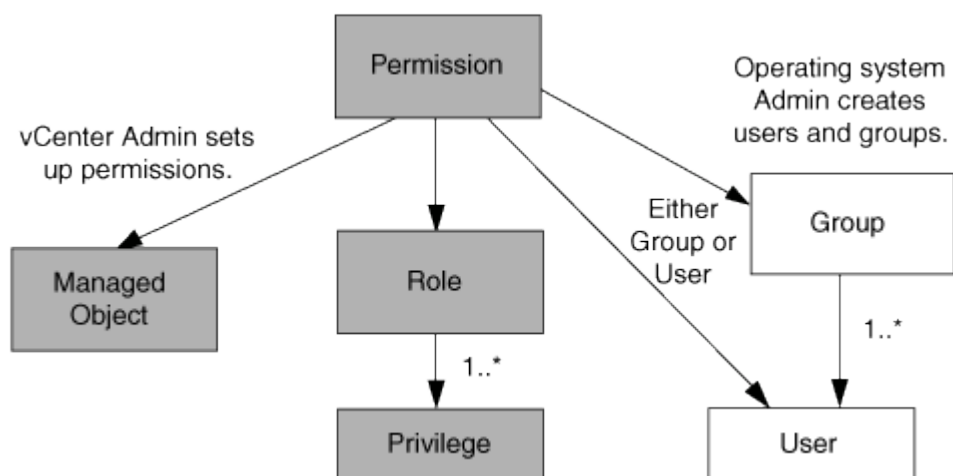 Permission
Operating system
Admin creates
users and groups.
vCenter Admin sets
up permissions.
Either
Group or
User
Group
Managed
Object
Role
1..*
1..*
Privilege
User